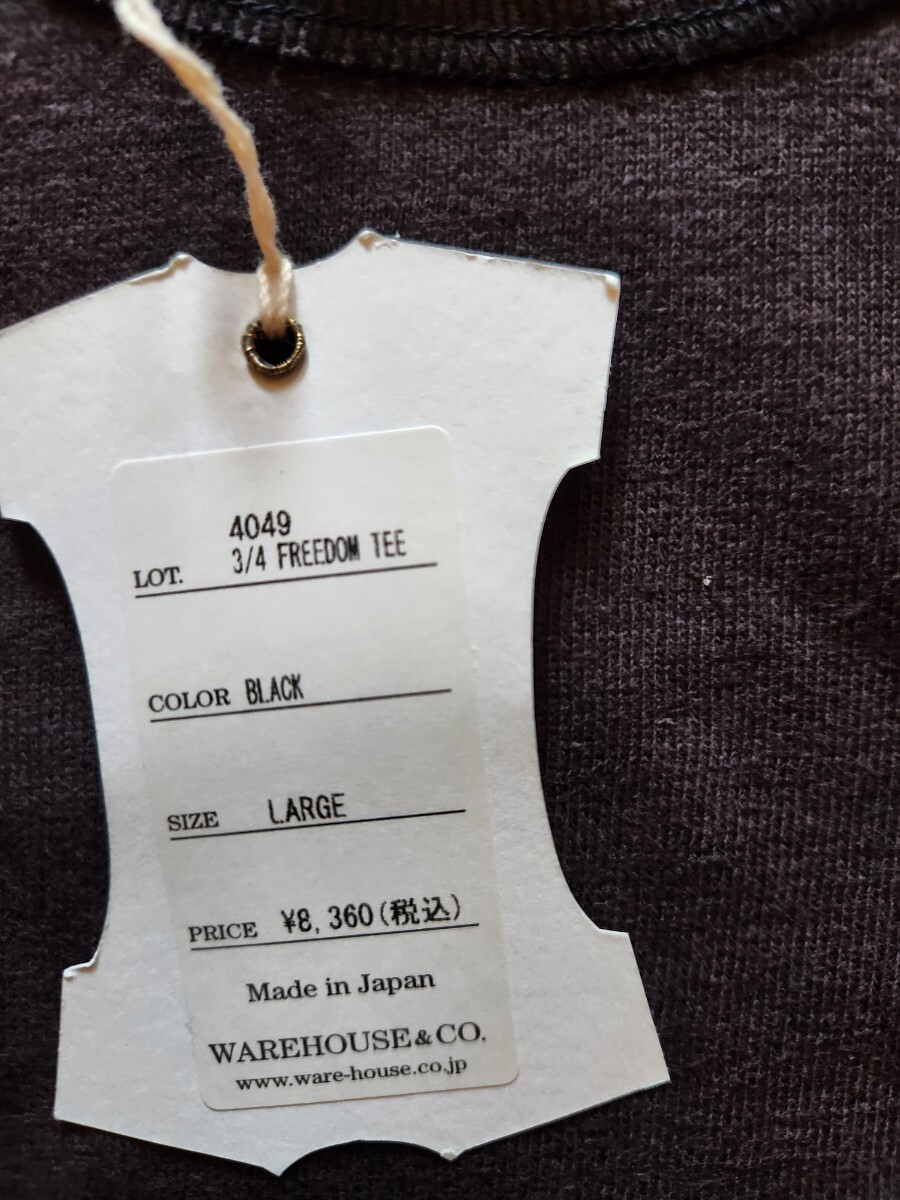 4049
LOT. 3/4 FREEDOM TEE
COLOR BLACK
SIZE LARGE
PRICE ¥8,360(税込)
Made in Japan
WAREHOUSE&CO.
www.ware-house.co.jp